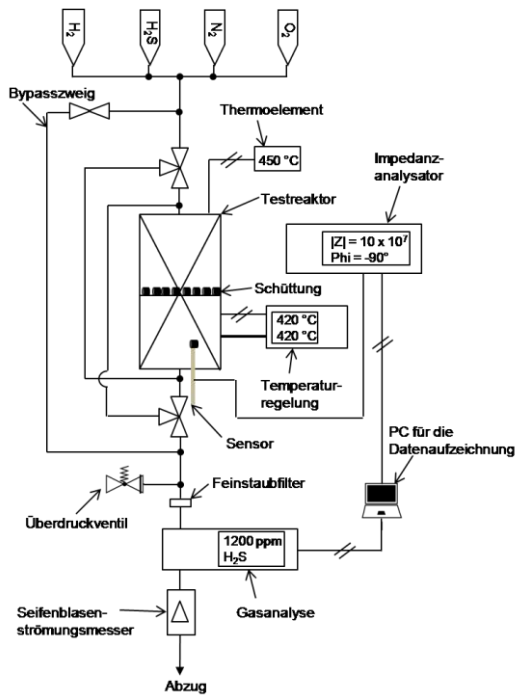 H2
H2S
N2
O2
Bypasszweig
Thermoelement
450 °C
Impedanz-
analysator
Testreaktor
|Z| = 10 x 10⁷
Phi = -90°
Schüttung
420 °C
420 °C
Temperatur-
regelung
Sensor
PC für die
Datenaufzeichnung
Feinstaubfilter
Überdruckventil
1200 ppm
H2S
Gasanalyse
Seifenblasen-
strömungsmesser
Abzug